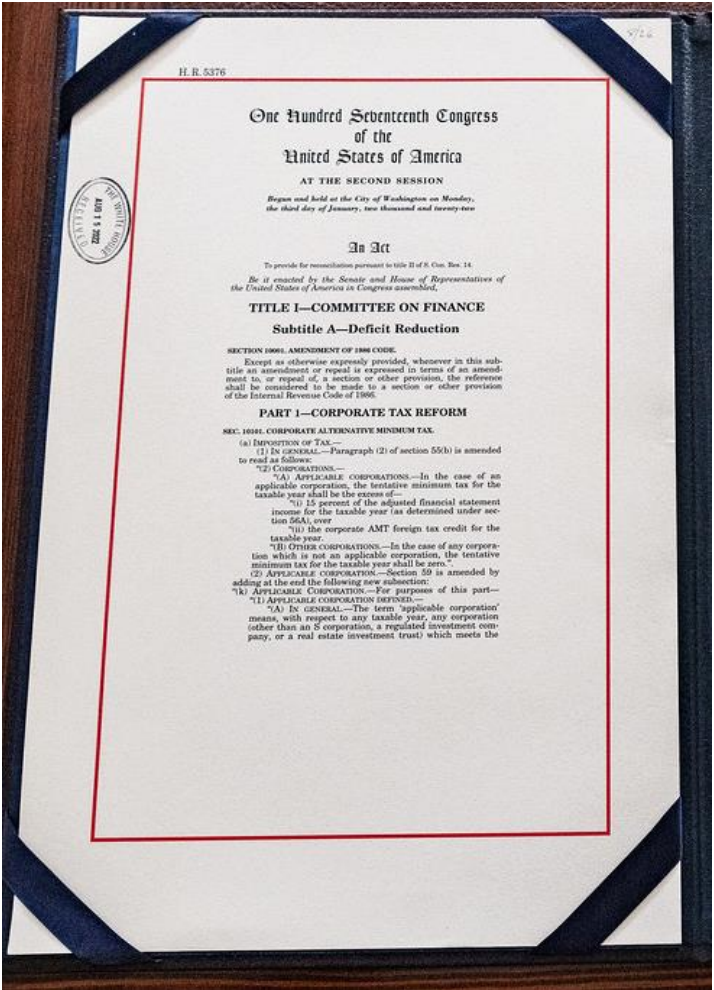 8/26
H. R. 5376
One Hundred Seventeenth Congress
of the
United States of America
AT THE SECOND SESSION
Begun and held at the City of Washington on Monday,
the third day of January, two thousand and twenty-two
THE WHITE HOUSE
AUG 15 2022
RECEIVED
An Act
To provide for reconciliation pursuant to title II of S. Con. Res. 14.
Be it enacted by the Senate and House of Representatives of
the United States of America in Congress assembled,
TITLE I—COMMITTEE ON FINANCE
Subtitle A—Deficit Reduction
SECTION 10001. AMENDMENT OF 1986 CODE.
Except as otherwise expressly provided, whenever in this sub-
title an amendment or repeal is expressed in terms of an amend-
ment to, or repeal of, a section or other provision, the reference
shall be considered to be made to a section or other provision
of the Internal Revenue Code of 1986.
PART 1—CORPORATE TAX REFORM
SEC. 10101. CORPORATE ALTERNATIVE MINIMUM TAX.
(a) IMPOSITION OF TAX.—
(1) IN GENERAL.—Paragraph (2) of section 55(b) is amended
to read as follows:
"(2) CORPORATIONS.—
"(A) APPLICABLE CORPORATIONS.—In the case of an
applicable corporation, the tentative minimum tax for the
taxable year shall be the excess of—
"(i) 15 percent of the adjusted financial statement
income for the taxable year (as determined under sec-
tion 56A), over
"(ii) the corporate AMT foreign tax credit for the
taxable year.
"(B) OTHER CORPORATIONS.—In the case of any corpora-
tion which is not an applicable corporation, the tentative
minimum tax for the taxable year shall be zero.".
(2) APPLICABLE CORPORATION.—Section 59 is amended by
adding at the end the following new subsection:
"(k) APPLICABLE CORPORATION.—For purposes of this part—
"(1) APPLICABLE CORPORATION DEFINED.—
"(A) IN GENERAL.—The term 'applicable corporation'
means, with respect to any taxable year, any corporation
(other than an S corporation, a regulated investment com-
pany, or a real estate investment trust) which meets the